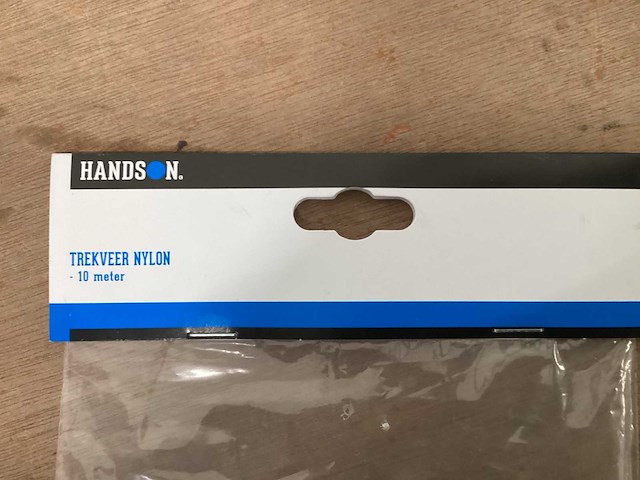 HANDSON.
TREKVEER NYLON
- 10 meter